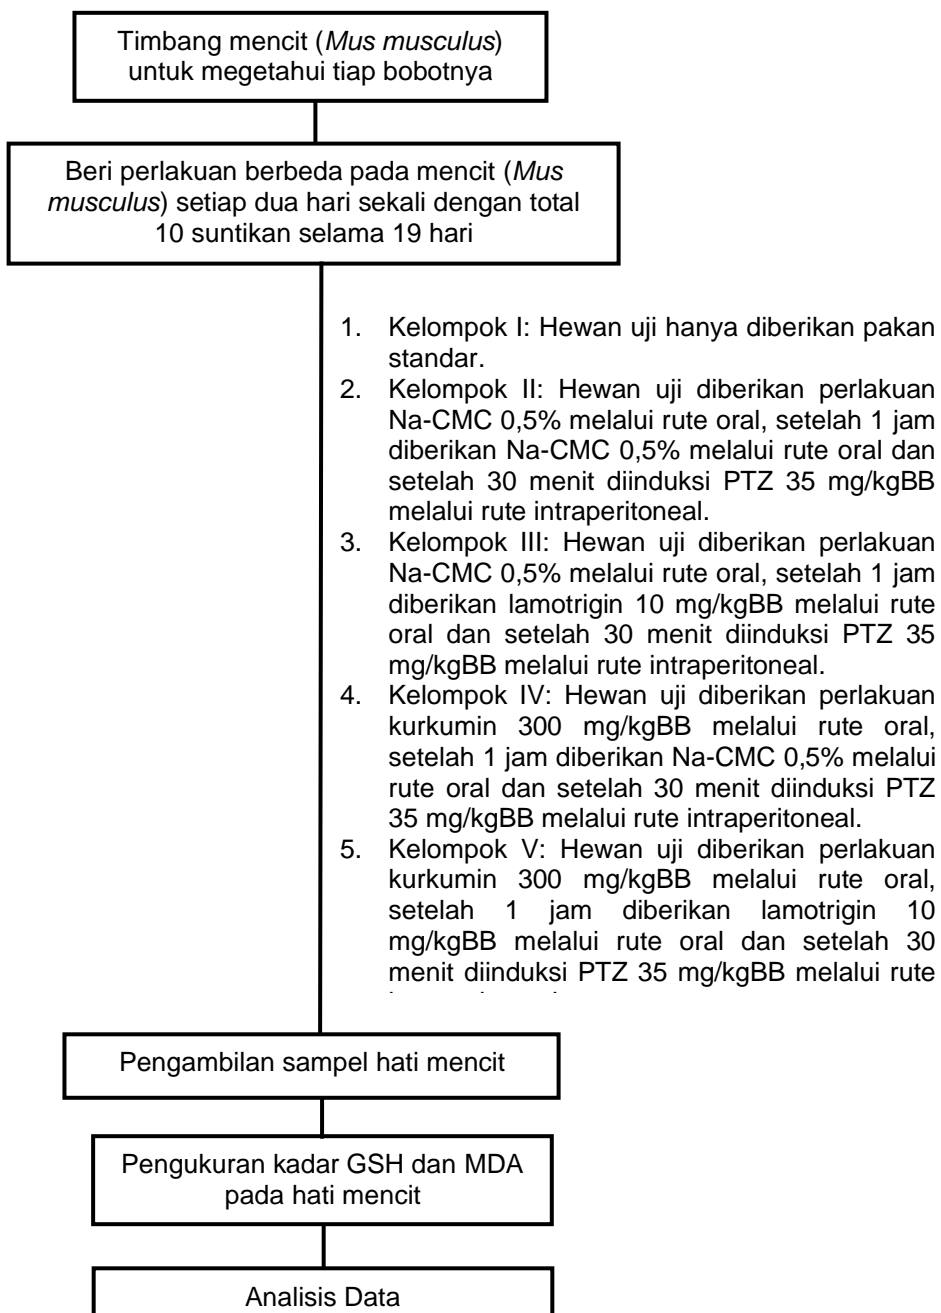 Timbang mencit (Mus musculus)
untuk megetahui tiap bobotnya
Beri perlakuan berbeda pada mencit (Mus
musculus) setiap dua hari sekali dengan total
10 suntikan selama 19 hari
1. Kelompok I: Hewan uji hanya diberikan pakan
standar.
2. Kelompok II: Hewan uji diberikan perlakuan
Na-CMC 0,5% melalui rute oral, setelah 1 jam
diberikan Na-CMC 0,5% melalui rute oral dan
setelah 30 menit diinduksi PTZ 35 mg/kgBB
melalui rute intraperitoneal.
3. Kelompok III: Hewan uji diberikan perlakuan
Na-CMC 0,5% melalui rute oral, setelah 1 jam
diberikan lamotrigin 10 mg/kgBB melalui rute
oral dan setelah 30 menit diinduksi PTZ 35
mg/kgBB melalui rute intraperitoneal.
4. Kelompok IV: Hewan uji diberikan perlakuan
kurkumin 300 mg/kgBB melalui rute oral,
setelah 1 jam diberikan Na-CMC 0,5% melalui
rute oral dan setelah 30 menit diinduksi PTZ
35 mg/kgBB melalui rute intraperitoneal.
5. Kelompok V: Hewan uji diberikan perlakuan
kurkumin 300 mg/kgBB melalui rute oral,
setelah 1 jam diberikan lamotrigin 10
mg/kgBB melalui rute oral dan setelah 30
menit diinduksi PTZ 35 mg/kgBB melalui rute
Pengambilan sampel hati mencit
Pengukuran kadar GSH dan MDA
pada hati mencit
Analisis Data